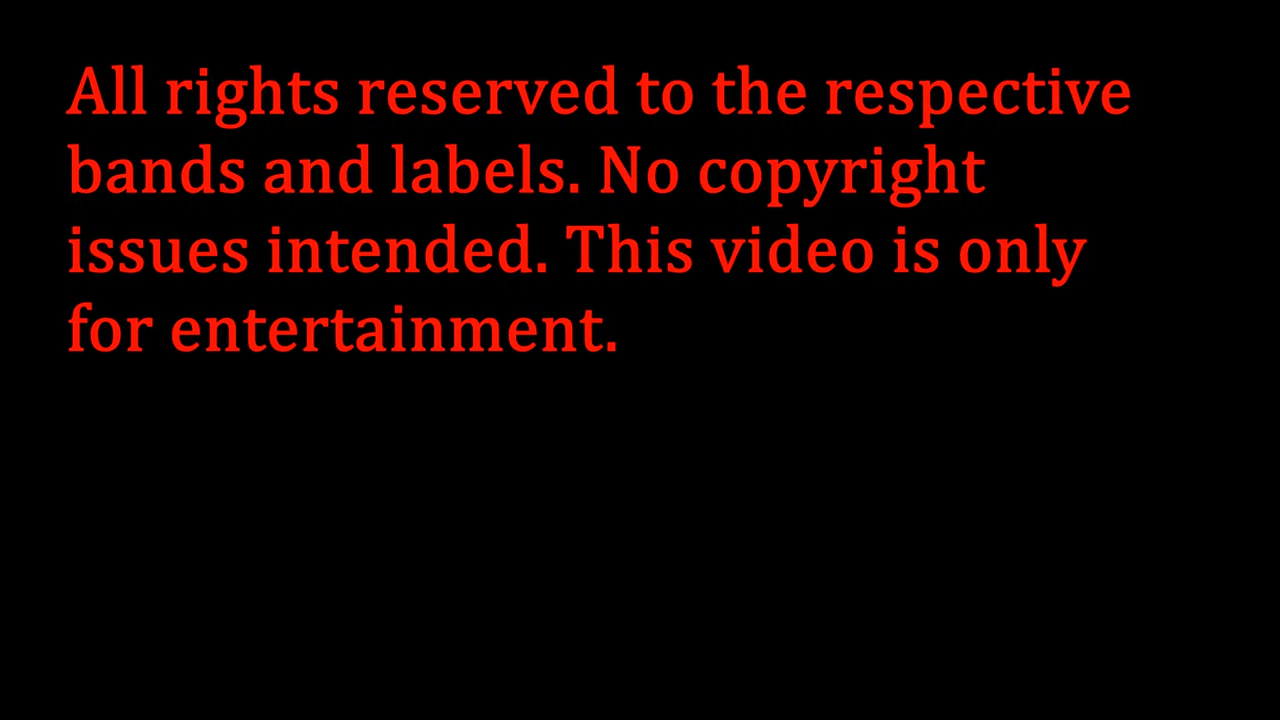 All rights reserved to the respective
bands and labels. No copyright
issues intended. This video is only
for entertainment.